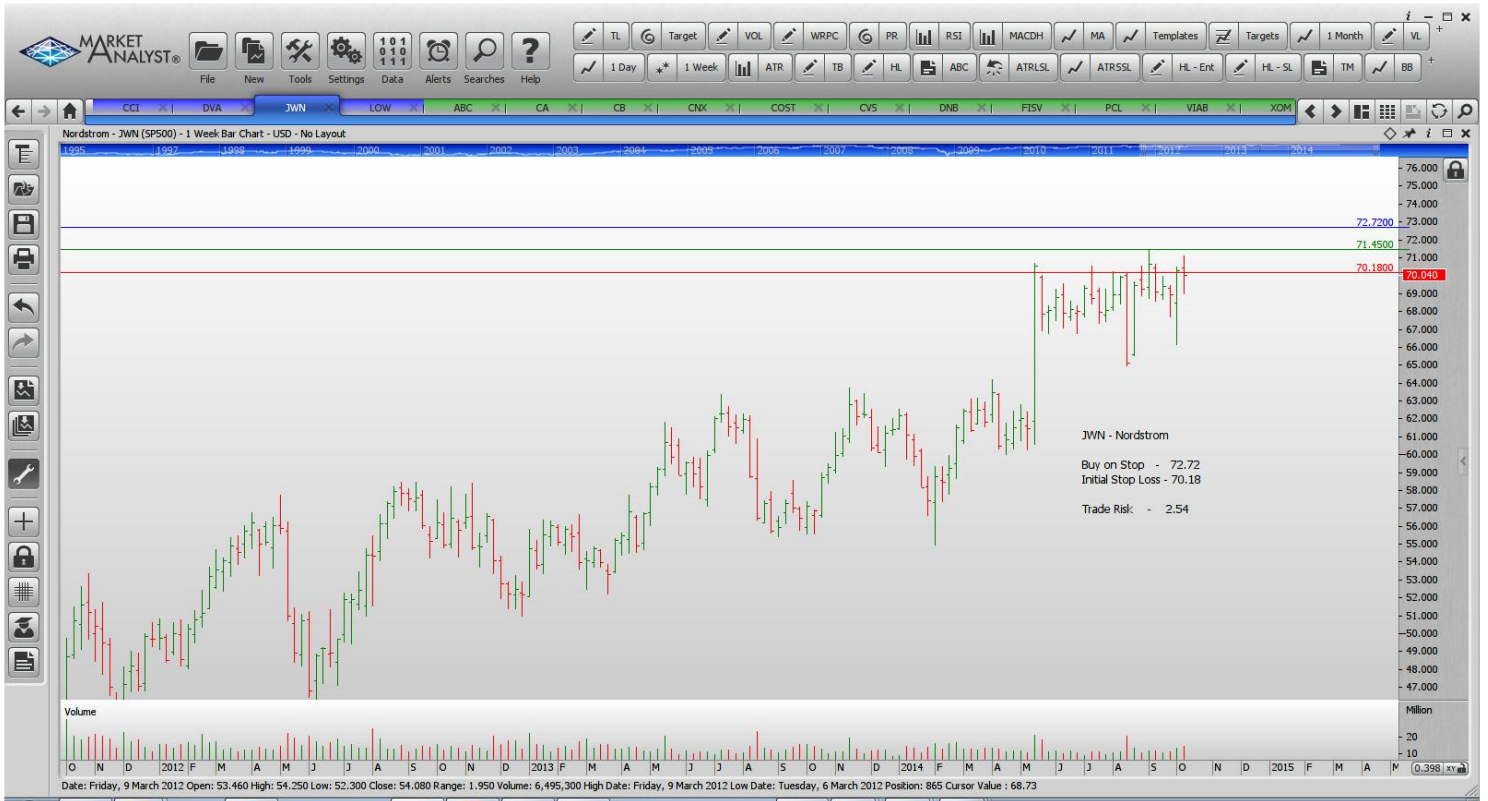 i
MARKET
ANALYST®
File New Tools Settings Data Alerts Searches Help
TL Target VOL WRPC PR RSI MACDH MA Templates Targets 1 Month VL
1 Day 1 Week ATR TB HL ABC ATRLSL ATRSSL HL - Ent HL - SL TM BB
CCI DVA JWN LOW ABC CA CB CNX COST CVS DNB FISV PCL VIAB XOM
Nordstrom - JWN (SP500) - 1 Week Bar Chart - USD - No Layout
1995 1997 1998 1999 2000 2001 2002 2003 2004 2005 2006 2007 2008 2009 2010 2011 2012 2013 2014
76.000
75.000
74.000
72.7200 73.000
72.000
71.4500
71.000
70.1800
70.040
69.000
68.000
67.000
66.000
65.000
64.000
63.000
62.000
61.000
60.000
59.000
58.000
57.000
56.000
55.000
54.000
53.000
52.000
51.000
50.000
49.000
48.000
47.000
JWN - Nordstrom
Buy on Stop - 72.72
Initial Stop Loss - 70.18
Trade Risk - 2.54
Volume
Million
20
10
O N D 2012 F M A M J J A S O N D 2013 F M A M J J A S O N D 2014 F M A M J J A S O N D 2015 F M A M
0.398 XY
Date: Friday, 9 March 2012 Open: 53.460 High: 54.250 Low: 52.300 Close: 54.080 Range: 1.950 Volume: 6,495,300 High Date: Friday, 9 March 2012 Low Date: Tuesday, 6 March 2012 Position: 865 Cursor Value : 68.73